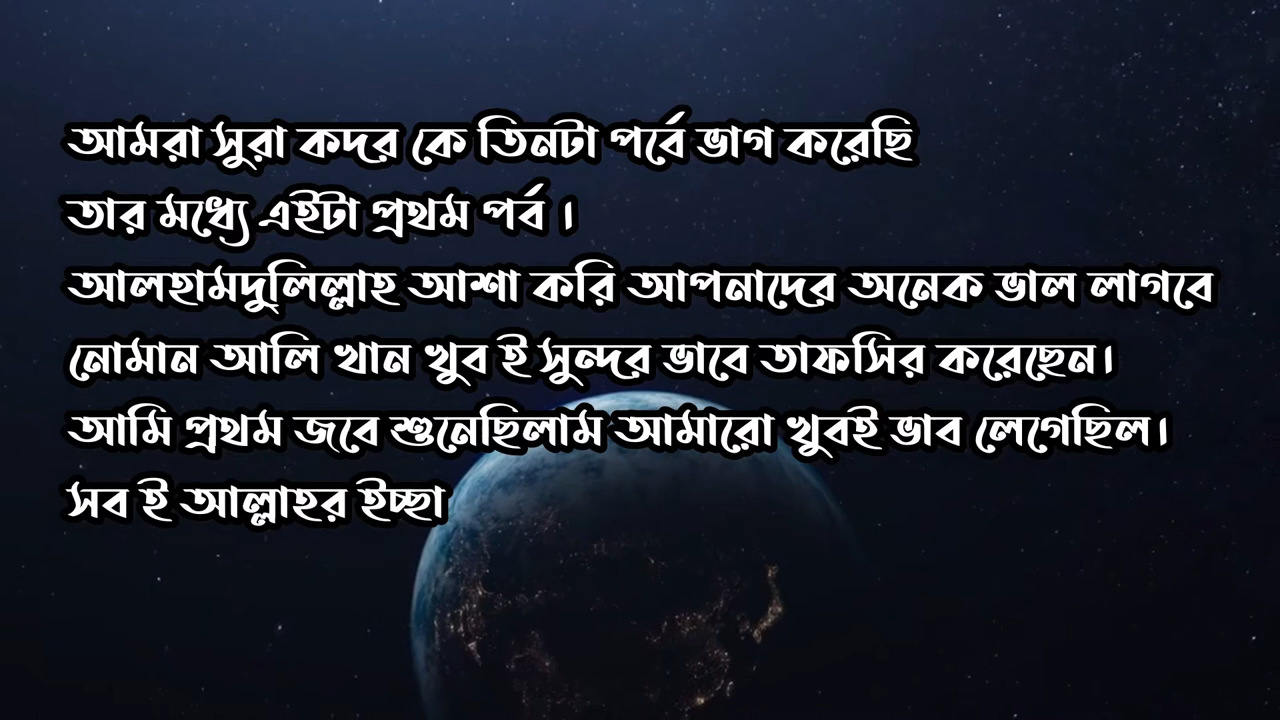 আমরা সুরা কদর কে তিনটা পর্বে ভাগ করেছি
তার মধ্যে এইটা প্রথম পর্ব ।
আলহামদুলিল্লাহ আশা করি আপনাদের অনেক ভাল লাগবে
নোমান আলি খান খুব ই সুন্দর ভাবে তাফসির করেছেন।
আমি প্রথম জবে শুনেছিলাম আমারো খুবই ভাব লেগেছিল।
সব ই আল্লাহর ইচ্ছা